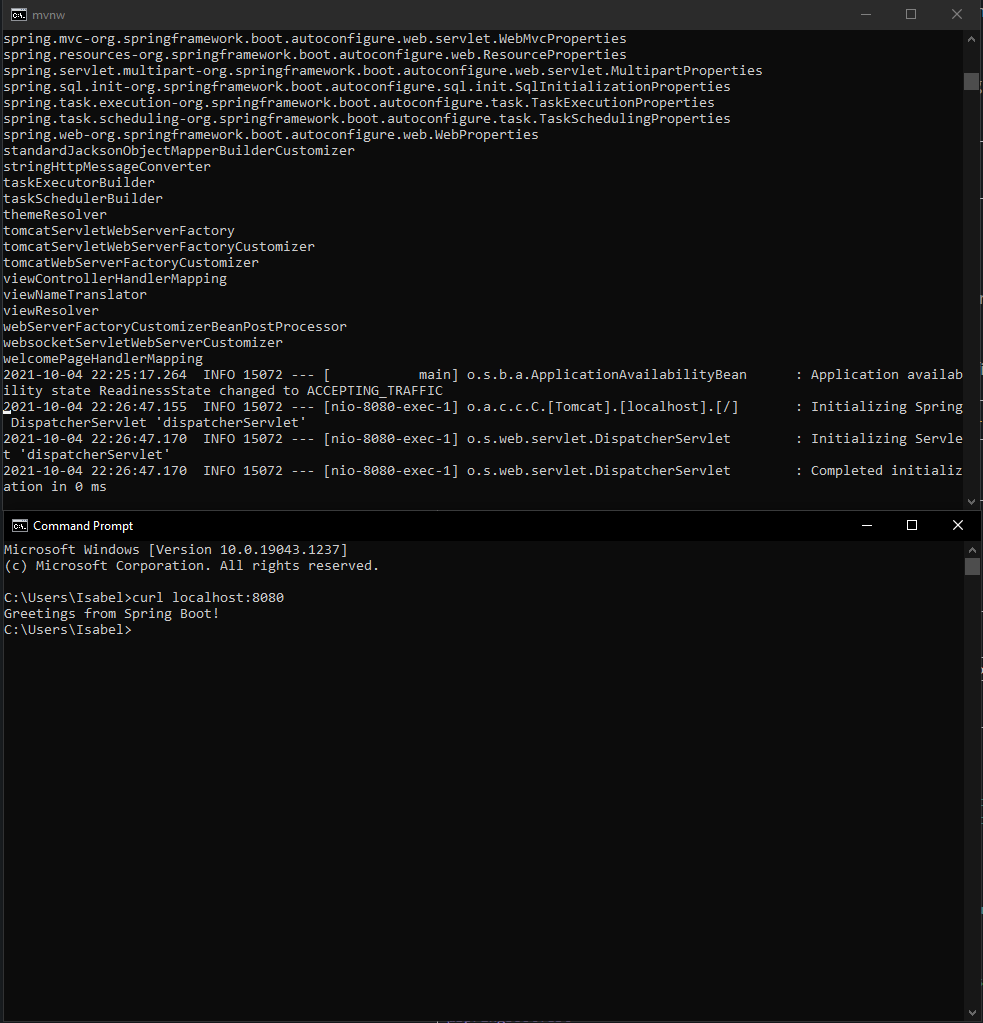 mvnw
spring.mvc-org.springframework.boot.autoconfigure.web.servlet.WebMvcProperties
spring.resources-org.springframework.boot.autoconfigure.web.ResourceProperties
spring.servlet.multipart-org.springframework.boot.autoconfigure.web.servlet.MultipartProperties
spring.sql.init-org.springframework.boot.autoconfigure.sql.init.SqlInitializationProperties
spring.task.execution-org.springframework.boot.autoconfigure.task.TaskExecutionProperties
spring.task.scheduling-org.springframework.boot.autoconfigure.task.TaskSchedulingProperties
spring.web-org.springframework.boot.autoconfigure.web.WebProperties
standardJacksonObjectMapperBuilderCustomizer
stringHttpMessageConverter
taskExecutorBuilder
taskSchedulerBuilder
themeResolver
tomcatServletWebServerFactory
tomcatServletWebServerFactoryCustomizer
tomcatWebServerFactoryCustomizer
viewControllerHandlerMapping
viewNameTranslator
viewResolver
webServerFactoryCustomizerBeanPostProcessor
websocketServletWebServerCustomizer
welcomePageHandlerMapping
2021-10-04 22:25:17.264  INFO 15072 --- [           main] o.s.b.a.ApplicationAvailabilityBean      : Application availab
ility state ReadinessState changed to ACCEPTING_TRAFFIC
2021-10-04 22:26:47.155  INFO 15072 --- [nio-8080-exec-1] o.a.c.c.C.[Tomcat].[localhost].[/]       : Initializing Spring
 DispatcherServlet 'dispatcherServlet'
2021-10-04 22:26:47.170  INFO 15072 --- [nio-8080-exec-1] o.s.web.servlet.DispatcherServlet        : Initializing Servle
t 'dispatcherServlet'
2021-10-04 22:26:47.170  INFO 15072 --- [nio-8080-exec-1] o.s.web.servlet.DispatcherServlet        : Completed initializ
ation in 0 ms
Command Prompt
Microsoft Windows [Version 10.0.19043.1237]
(c) Microsoft Corporation. All rights reserved.
C:\Users\Isabel>curl localhost:8080
Greetings from Spring Boot!
C:\Users\Isabel>